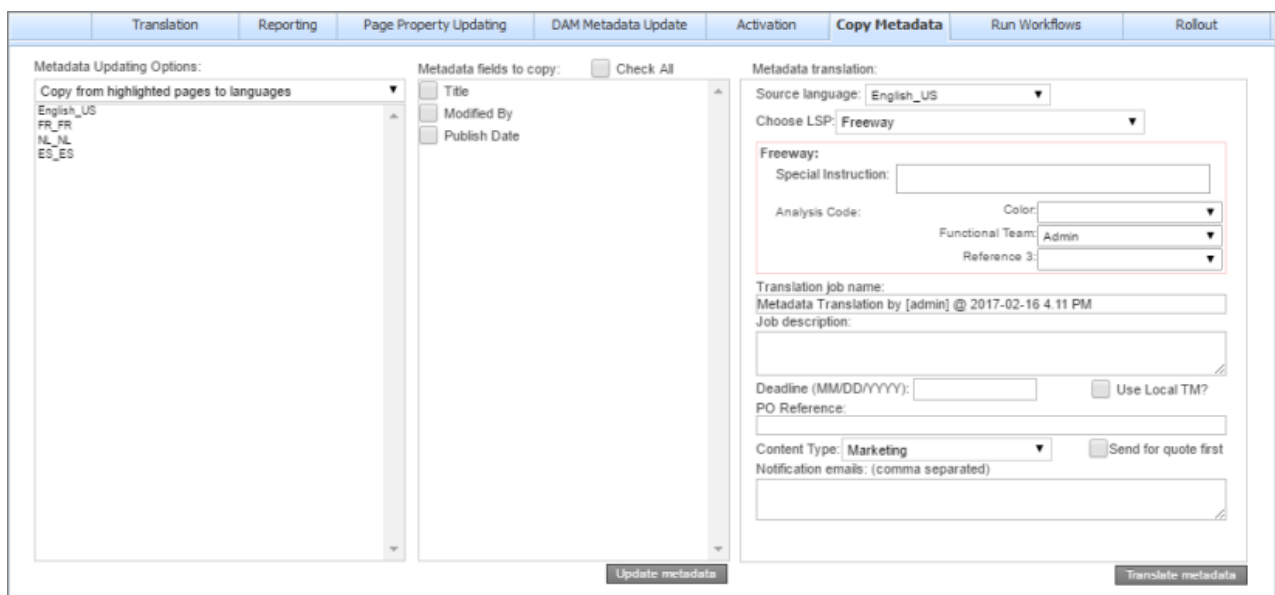 Translation Reporting Page Property Updating DAM Metadata Update Activation Copy Metadata Run Workflows Rollout
Metadata Updating Options:
Copy from highlighted pages to languages
English_US
FR_FR
NL_NL
ES_ES
Metadata fields to copy: Check All
Title
Modified By
Publish Date
Update metadata
Metadata translation:
Source language: English_US
Choose LSP: Freeway
Freeway:
Special Instruction:
Analysis Code: Color:
Functional Team: Admin
Reference 3:
Translation job name:
Metadata Translation by [admin] @ 2017-02-16 4.11 PM
Job description:
Deadline (MM/DD/YYYY): Use Local TM?
PO Reference:
Content Type: Marketing Send for quote first
Notification emails: (comma separated)
Translate metadata